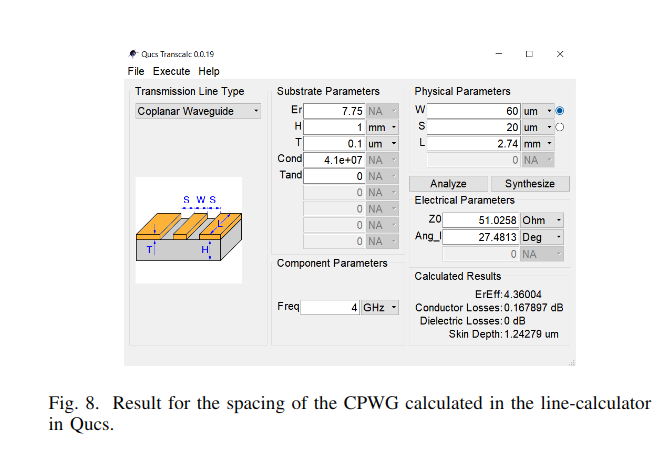 Qucs Transcalc 0.0.19
File Execute Help
Transmission Line Type
Coplanar Waveguide
S W S
L
T
H
Substrate Parameters
Er 7.75 NA
H 1 mm
T 0.1 um
Cond 4.1e+07 NA
Tand 0 NA
0 NA
0 NA
0 NA
0 NA
Component Parameters
Freq 4 GHz
Physical Parameters
W 60 um
S 20 um
L 2.74 mm
0 NA
Analyze Synthesize
Electrical Parameters
Z0 51.0258 Ohm
Ang_l 27.4813 Deg
0 NA
Calculated Results
ErEff: 4.36004
Conductor Losses: 0.167897 dB
Dielectric Losses: 0 dB
Skin Depth: 1.24279 um
Fig. 8. Result for the spacing of the CPWG calculated in the line-calculator
in Qucs.